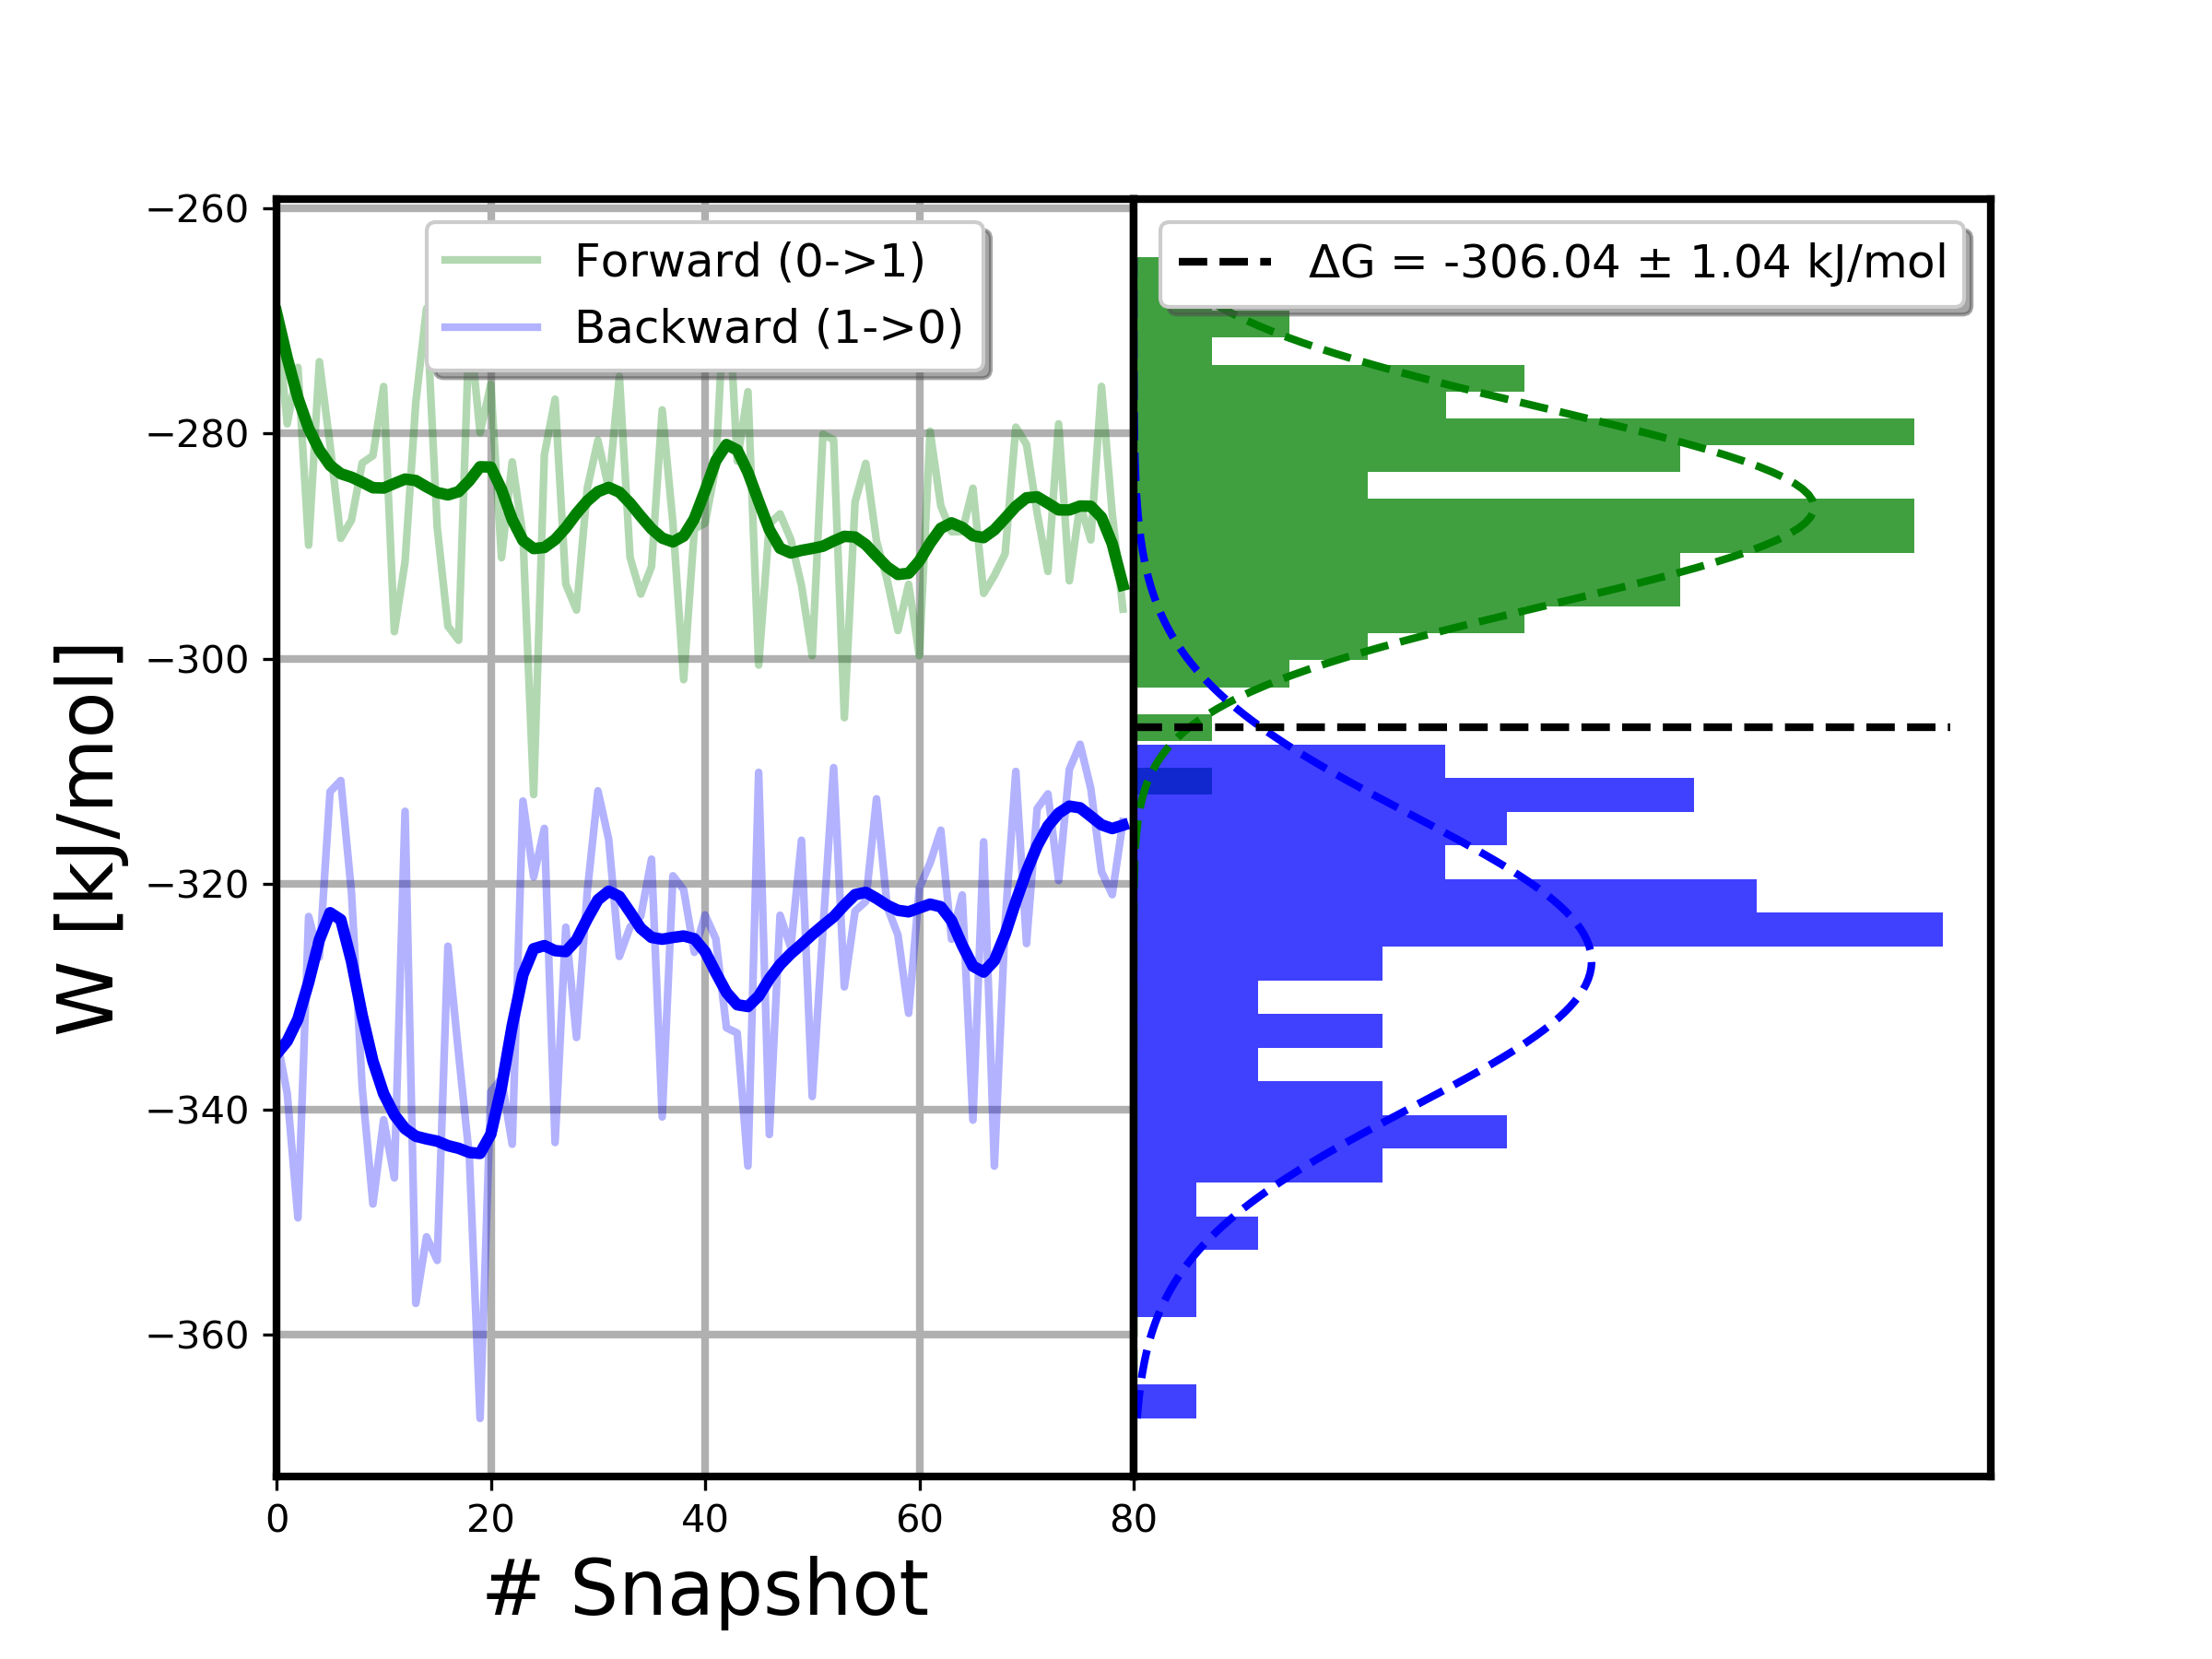 Forward (0->1)
Backward (1->0)
ΔG = -306.04 ± 1.04 kJ/mol
W [kJ/mol]
−260
−280
−300
−320
−340
−360
0 20 40 60 80
# Snapshot